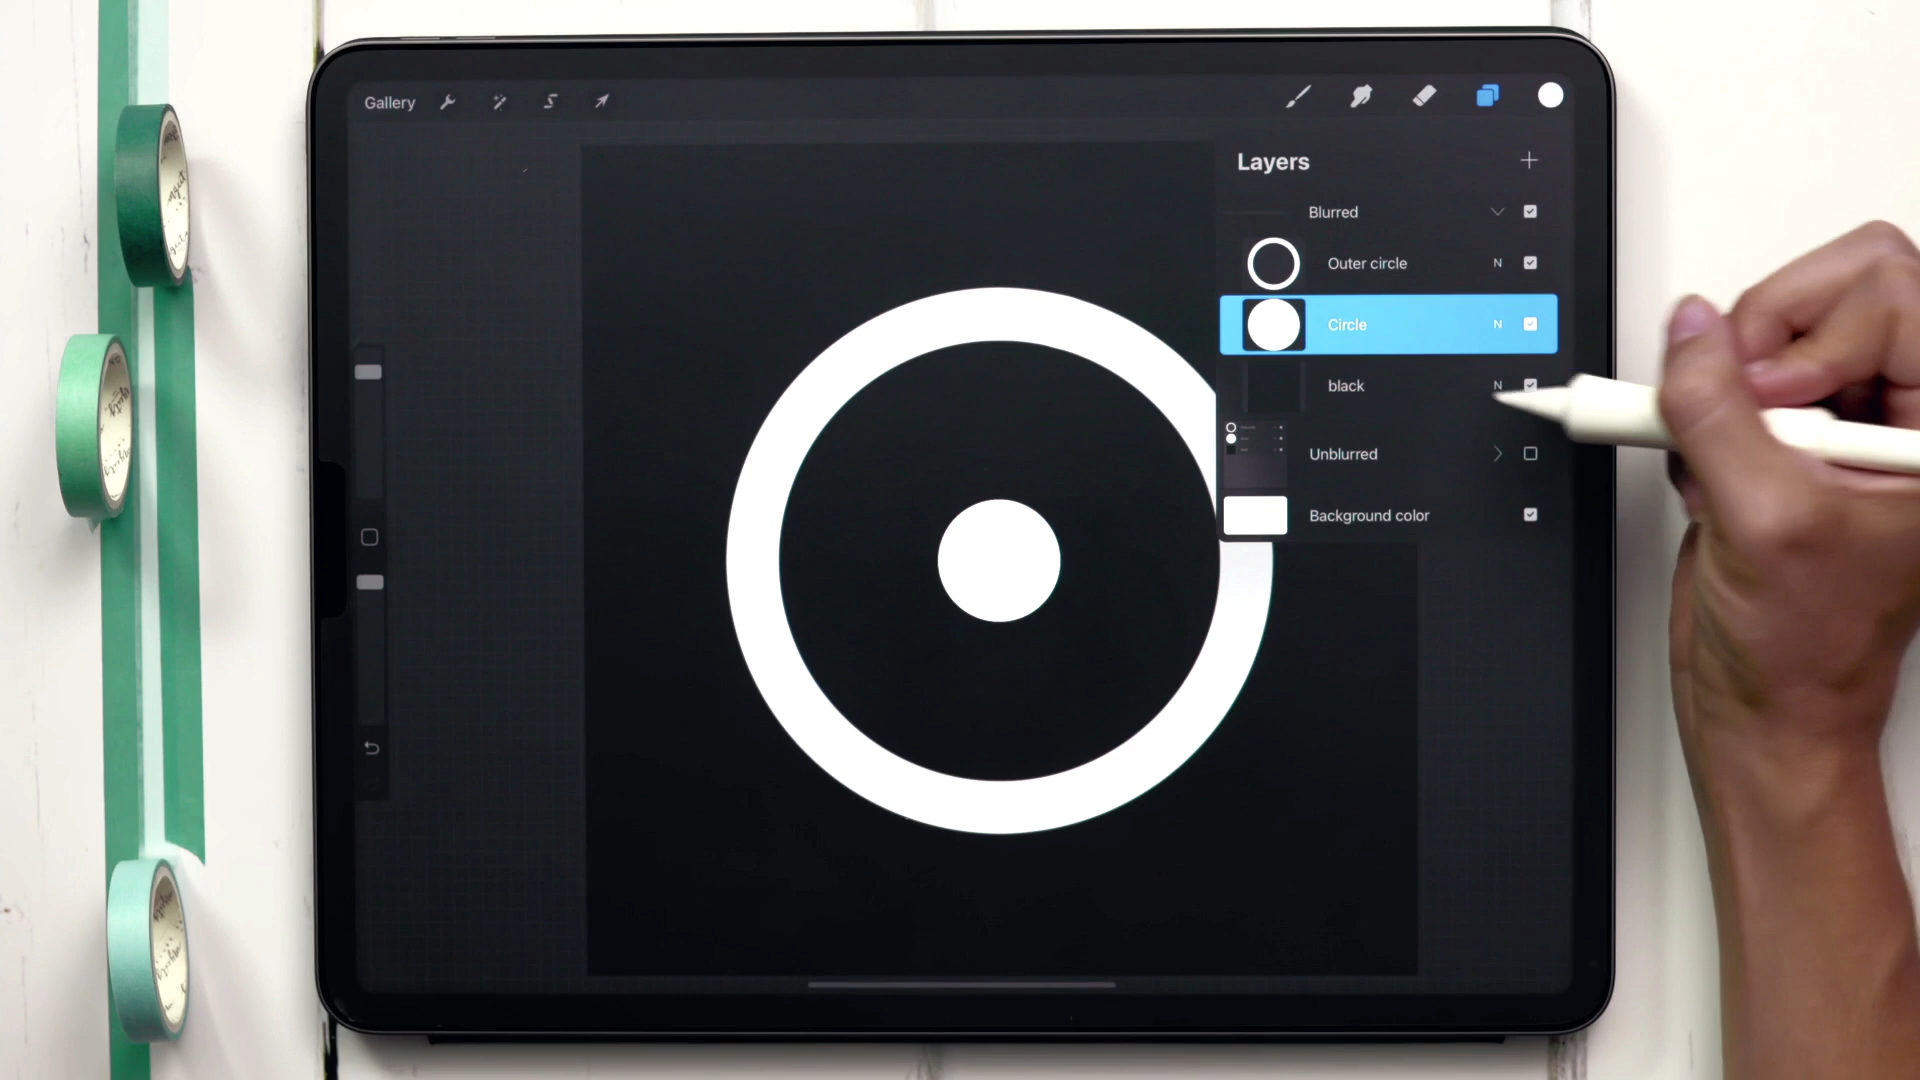 Gallery
Layers
Blurred
Outer circle N
Circle N
black N
Unblurred
Background color